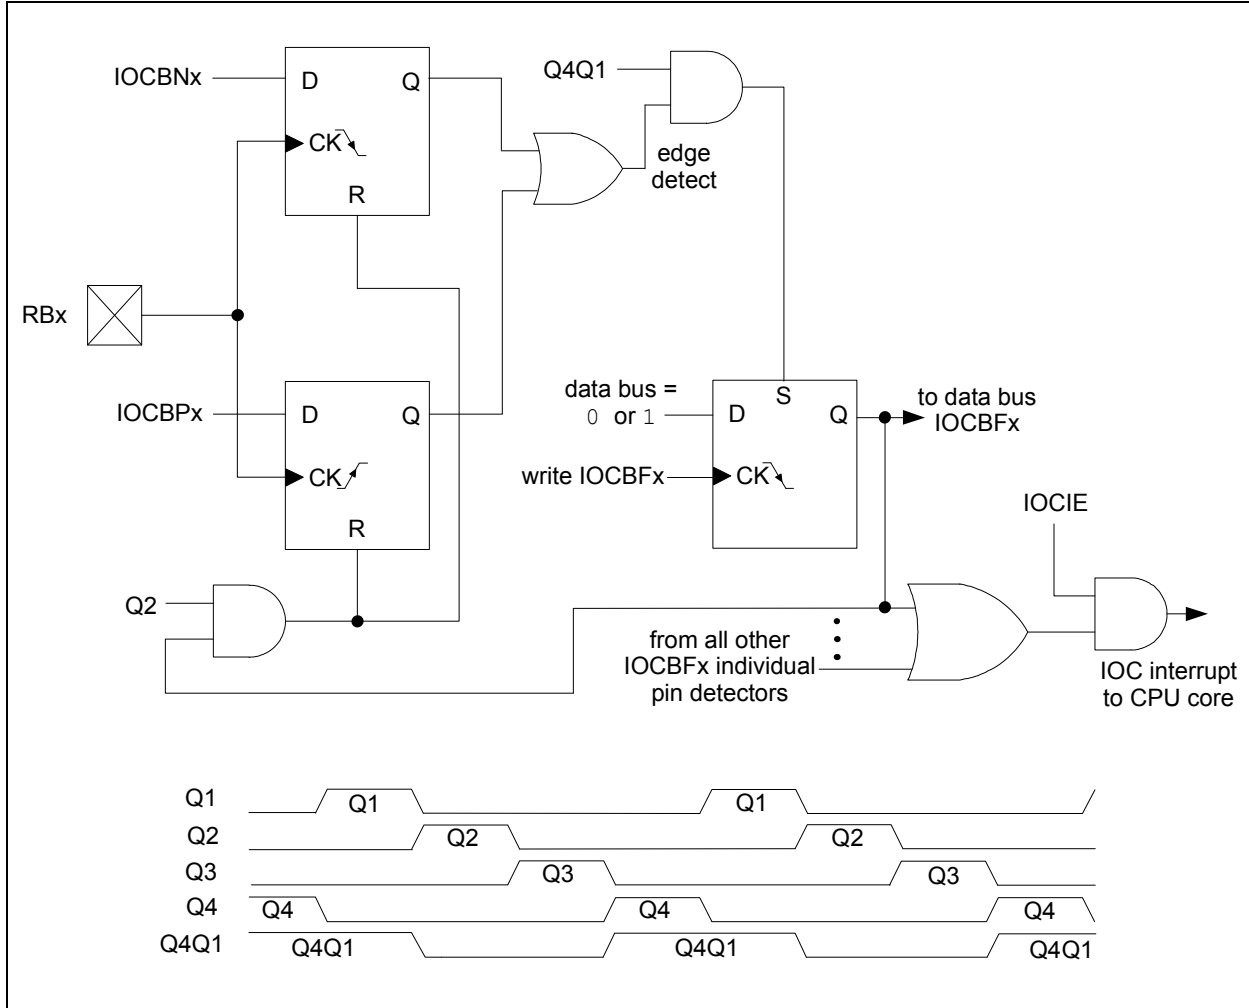 IOCBNx
D
Q
CK
R
Q4Q1
edge
detect
RBx
IOCBPx
D
Q
CK
R
data bus =
0 or 1
S
D
Q
to data bus
IOCBFx
write IOCBFx
CK
IOCIE
Q2
from all other
IOCBFx individual
pin detectors
IOC interrupt
to CPU core
Q1 Q1 Q1
Q2 Q2 Q2
Q3 Q3 Q3
Q4 Q4 Q4 Q4
Q4Q1 Q4Q1 Q4Q1 Q4Q1